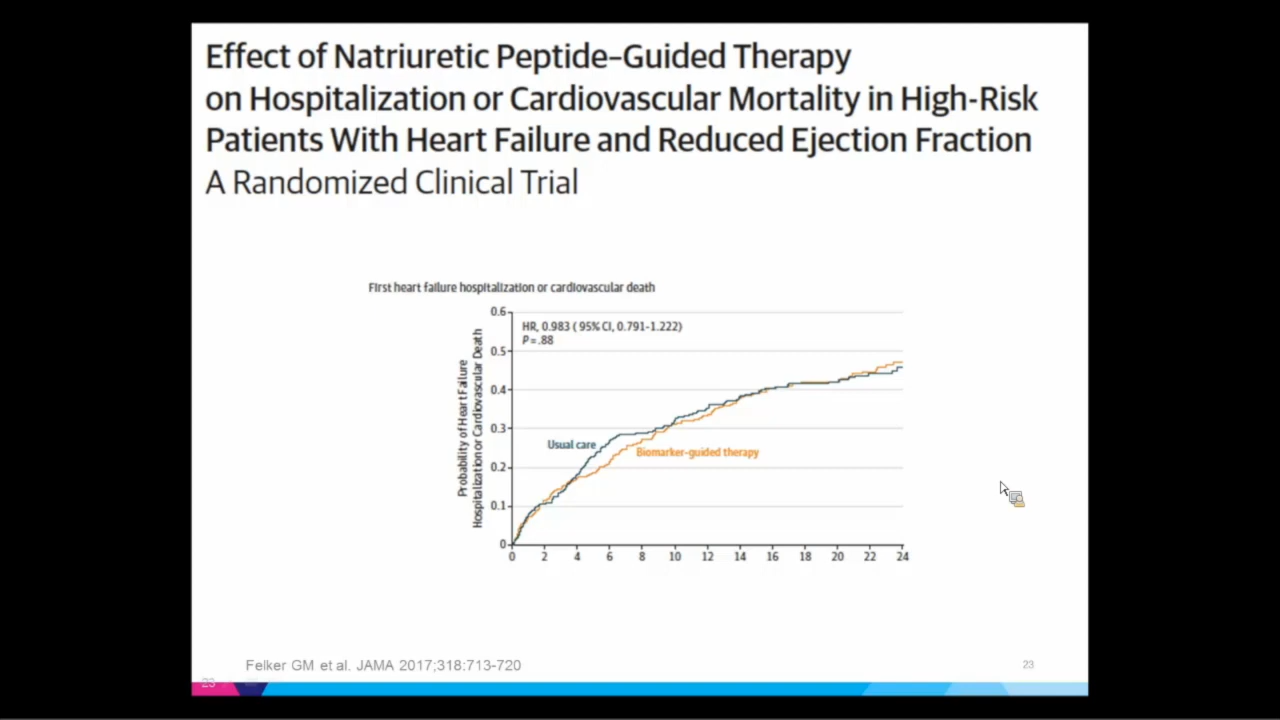 Effect of Natriuretic Peptide–Guided Therapy
on Hospitalization or Cardiovascular Mortality in High-Risk
Patients With Heart Failure and Reduced Ejection Fraction
A Randomized Clinical Trial
First heart failure hospitalization or cardiovascular death
Probability of Heart Failure
Hospitalization or Cardiovascular Death
0.6
0.5
0.4
0.3
0.2
0.1
0
HR, 0.983 ( 95% CI, 0.791-1.222)
P = .88
Usual care
Biomarker-guided therapy
0 2 4 6 8 10 12 14 16 18 20 22 24
Felker GM et al. JAMA 2017;318:713-720
23
23